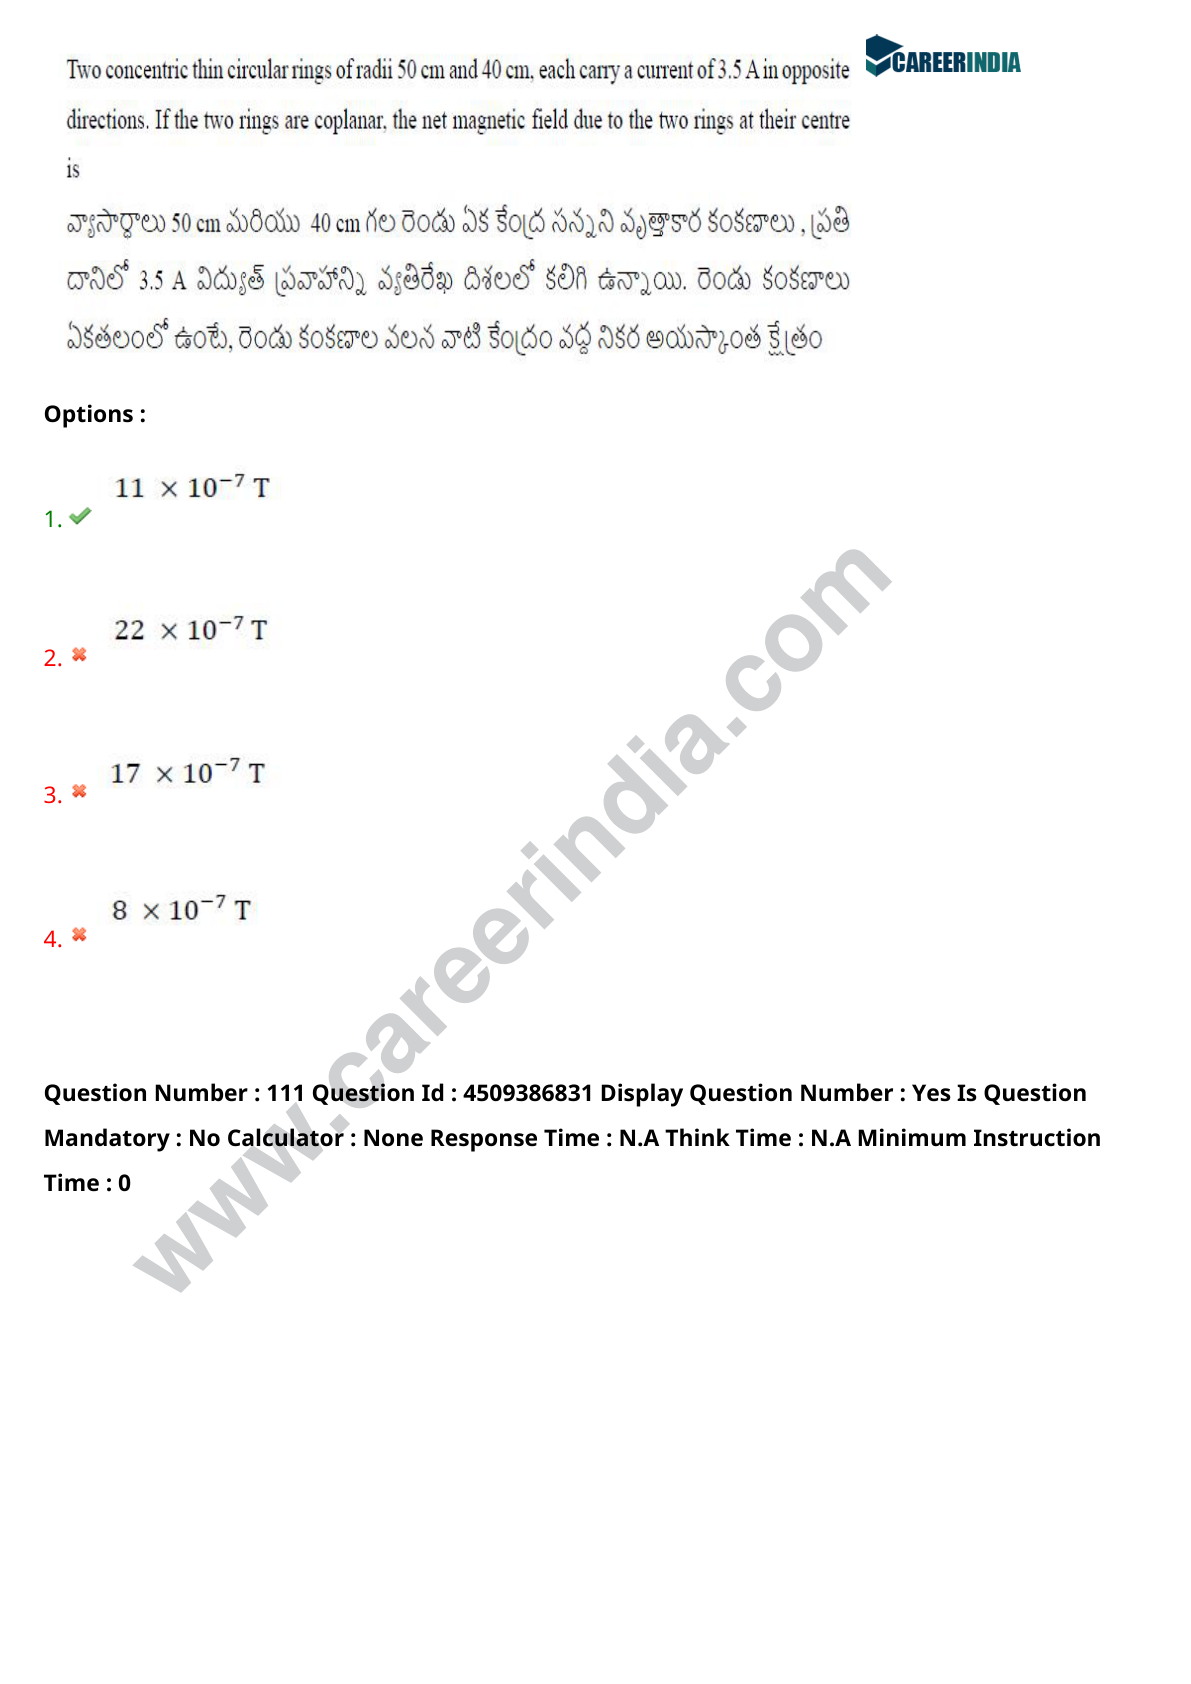 CAREERINDIA
Two concentric thin circular rings of radii 50 cm and 40 cm, each carry a current of 3.5 A in opposite
directions. If the two rings are coplanar, the net magnetic field due to the two rings at their centre
is
వ్యాసార్ధాలు 50 cm మరియు 40 cm గల రెండు ఏక కేంద్ర సన్నని వృత్తాకార కంకణాలు , ప్రతి
దానిలో 3.5 A విద్యుత్ ప్రవాహాన్ని వ్యతిరేఖ దిశలలో కలిగి ఉన్నాయి. రెండు కంకణాలు
ఏకతలంలో ఉంటే, రెండు కంకణాల వలన వాటి కేంద్రం వద్ద నికర అయస్కాంత క్షేత్రం
Options :
1. 11 × 10⁻⁷ T
2. 22 × 10⁻⁷ T
3. 17 × 10⁻⁷ T
4. 8 × 10⁻⁷ T
www.careerindia.com
Question Number : 111 Question Id : 4509386831 Display Question Number : Yes Is Question
Mandatory : No Calculator : None Response Time : N.A Think Time : N.A Minimum Instruction
Time : 0